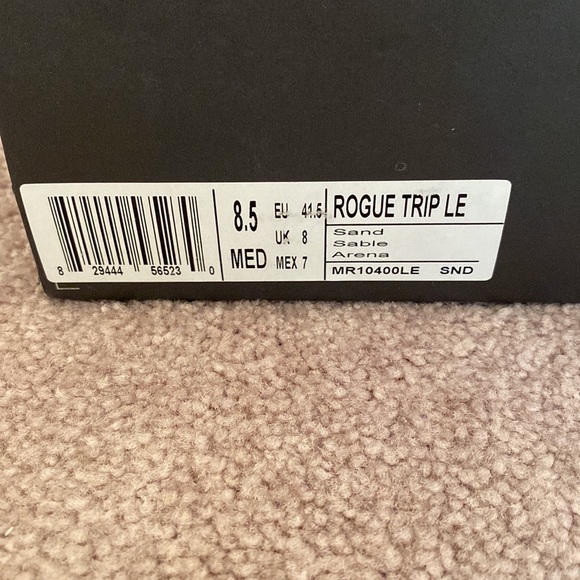 8 29444 56523 0
8.5 MED
EU 41.5
UK 8
MEX 7
ROGUE TRIP LE
Sand
Sable
Arena
MR10400LE SND